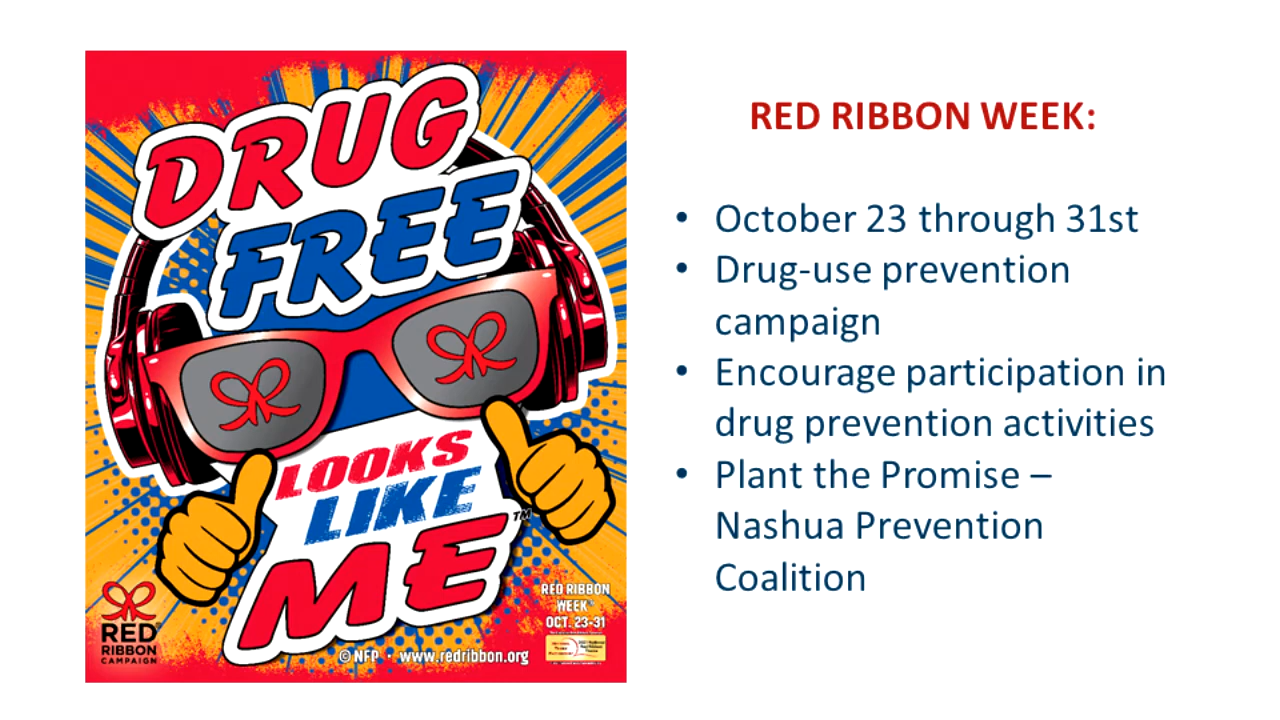 DRUG
FREE
LOOKS
LIKE
ME™
RED®
RIBBON
CAMPAIGN
© NFP • www.redribbon.org
RED RIBBON
WEEK
OCT. 23-31
RED RIBBON WEEK:
• October 23 through 31st
• Drug-use prevention
campaign
• Encourage participation in
drug prevention activities
• Plant the Promise –
Nashua Prevention
Coalition